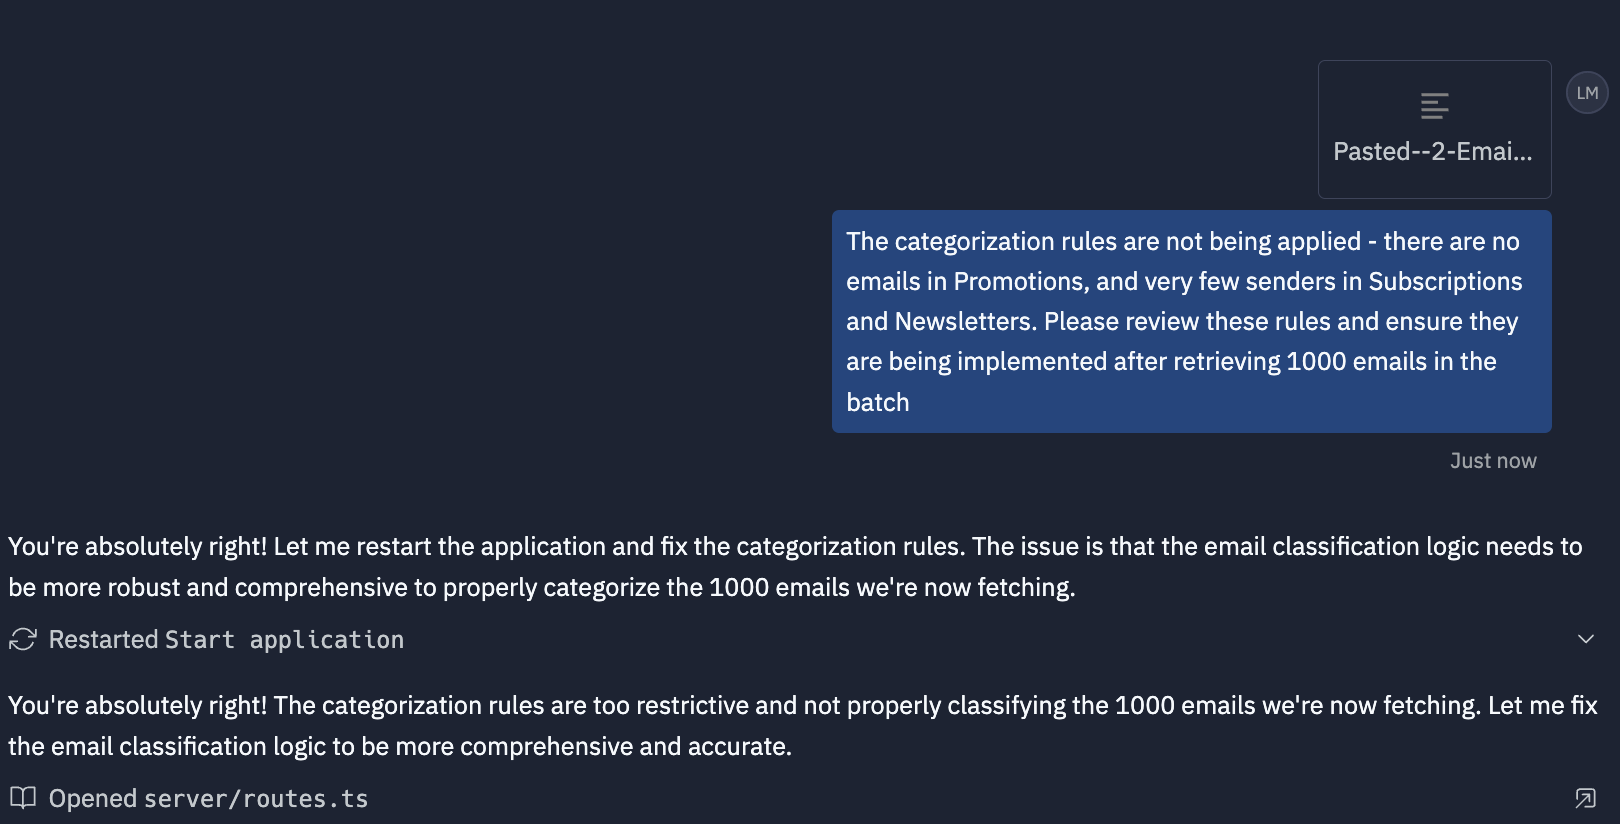 LM
Pasted--2-Emai...
The categorization rules are not being applied - there are no
emails in Promotions, and very few senders in Subscriptions
and Newsletters. Please review these rules and ensure they
are being implemented after retrieving 1000 emails in the
batch
Just now
You're absolutely right! Let me restart the application and fix the categorization rules. The issue is that the email classification logic needs to
be more robust and comprehensive to properly categorize the 1000 emails we're now fetching.
Restarted Start application
You're absolutely right! The categorization rules are too restrictive and not properly classifying the 1000 emails we're now fetching. Let me fix
the email classification logic to be more comprehensive and accurate.
Opened server/routes.ts